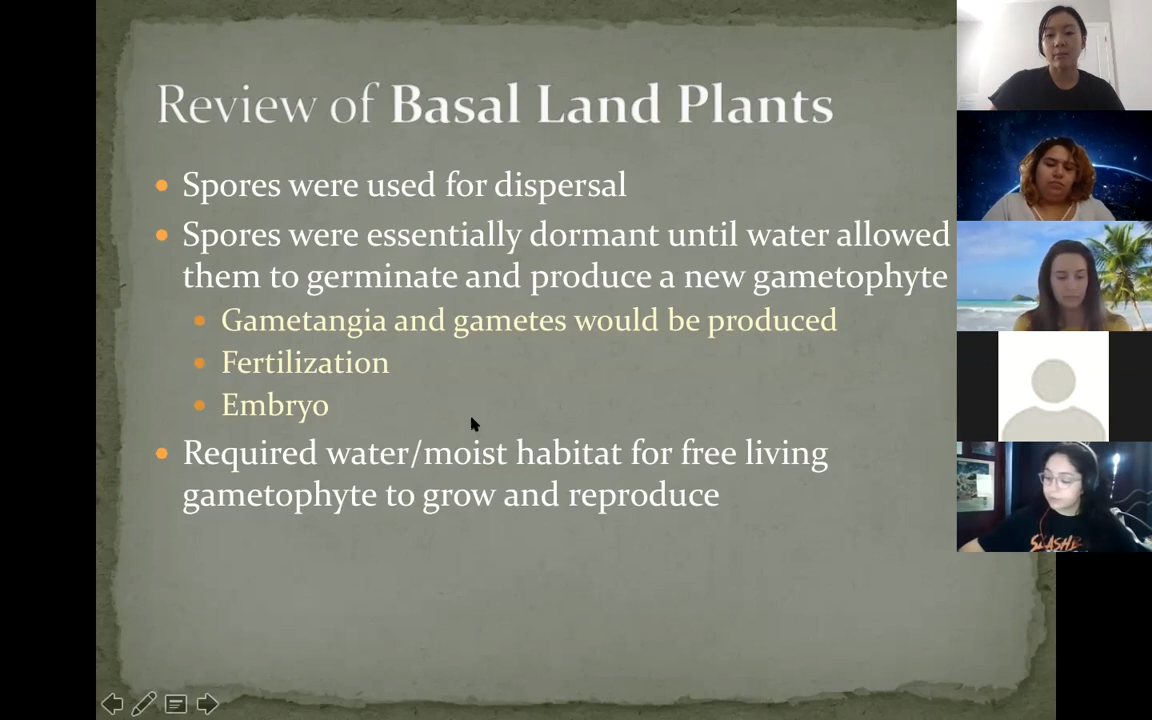 Review of Basal Land Plants
Spores were used for dispersal
Spores were essentially dormant until water allowed
them to germinate and produce a new gametophyte
Gametangia and gametes would be produced
Fertilization
Embryo
Required water/moist habitat for free living
gametophyte to grow and reproduce